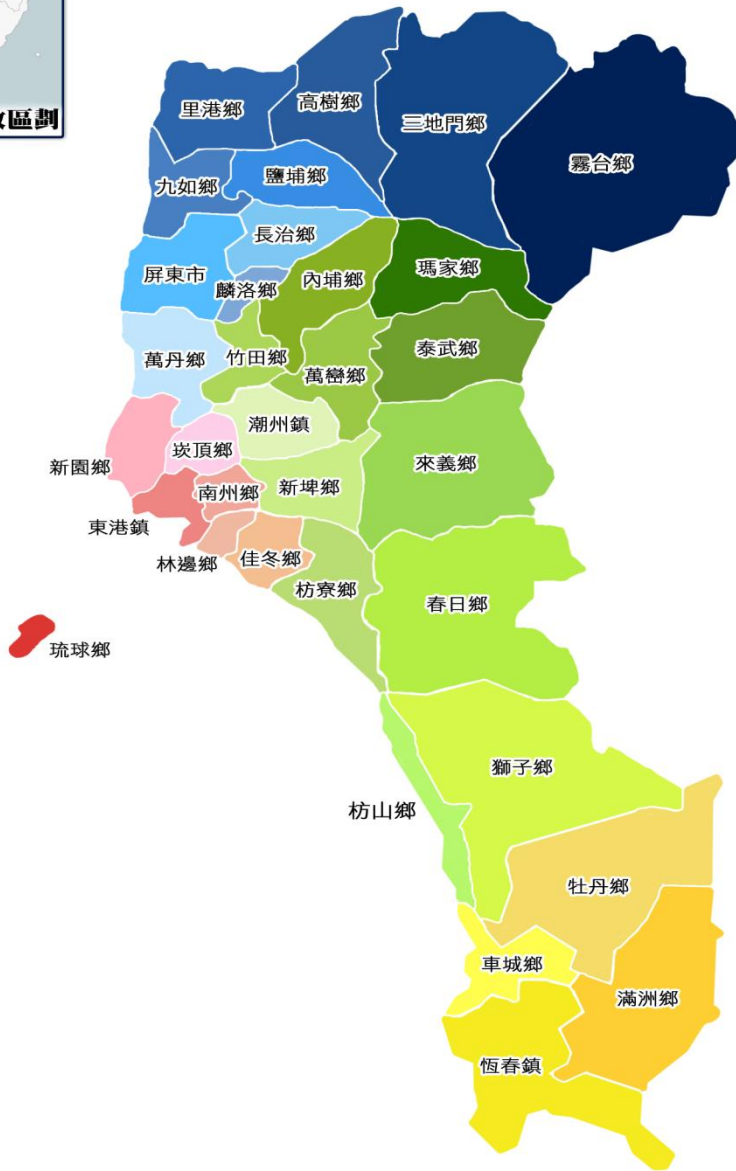 區劃
里港鄉
高樹鄉
三地門鄉
霧台鄉
九如鄉
鹽埔鄉
長治鄉
屏東市
麟洛鄉
內埔鄉
瑪家鄉
萬丹鄉
竹田鄉
萬巒鄉
泰武鄉
潮州鎮
崁頂鄉
新園鄉
來義鄉
南州鄉
新埤鄉
東港鎮
林邊鄉
佳冬鄉
枋寮鄉
春日鄉
琉球鄉
獅子鄉
枋山鄉
牡丹鄉
車城鄉
滿洲鄉
恆春鎮